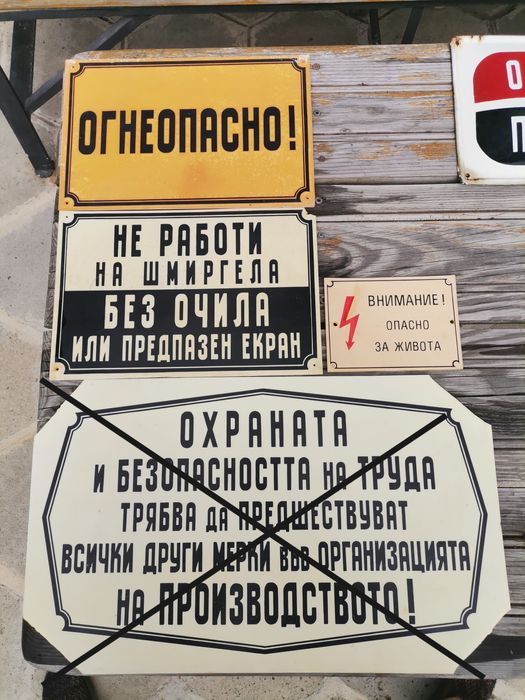 ОГНЕОПАСНО!
НЕ РАБОТИ
НА ШМИРГЕЛА
БЕЗ ОЧИЛА
ИЛИ ПРЕДПАЗЕН ЕКРАН
ВНИМАНИЕ!
ОПАСНО
ЗА ЖИВОТА
ОХРАНАТА
И БЕЗОПАСНОСТТА НА ТРУДА
ТРЯБВА ДА ПРЕДШЕСТВУВАТ
ВСИЧКИ ДРУГИ МЕРКИ ВЪВ ОРГАНИЗАЦИЯТА
НА ПРОИЗВОДСТВОТО!